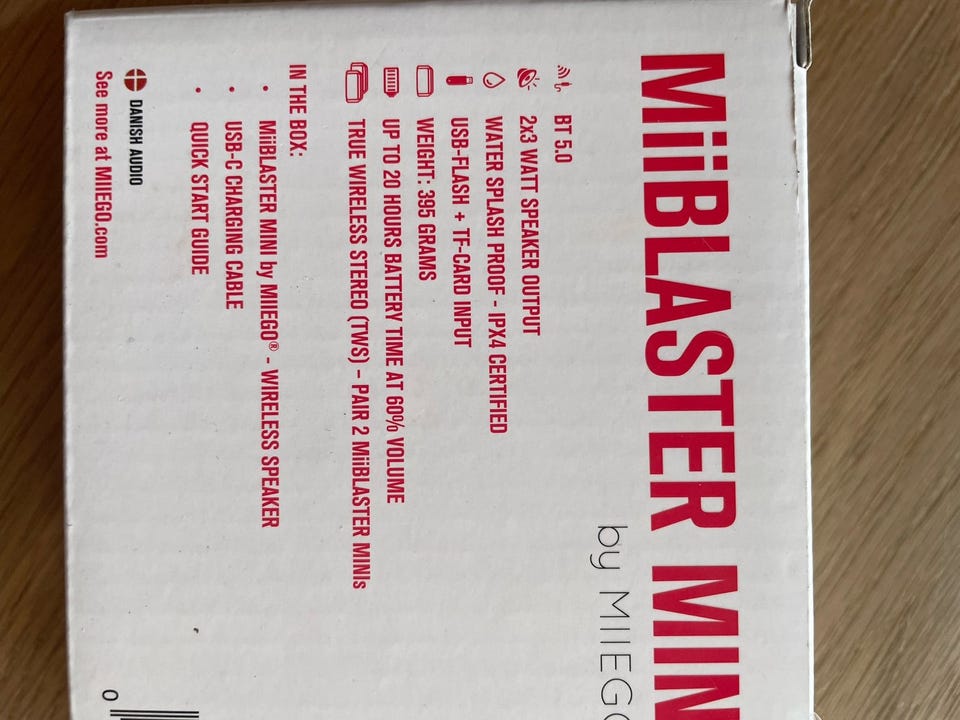 MiiBLASTER MIN
by MIIEGO
BT 5.0
2x3 WATT SPEAKER OUTPUT
WATER SPLASH PROOF - IPX4 CERTIFIED
USB-FLASH + TF-CARD INPUT
WEIGHT: 395 GRAMS
UP TO 20 HOURS BATTERY TIME AT 60% VOLUME
TRUE WIRELESS STEREO (TWS) – PAIR 2 MiiBLASTER MINIs
IN THE BOX:
• MiiBLASTER MINI by MIIEGO® - WIRELESS SPEAKER
• USB-C CHARGING CABLE
• QUICK START GUIDE
DANISH AUDIO
See more at MIIEGO.com
0